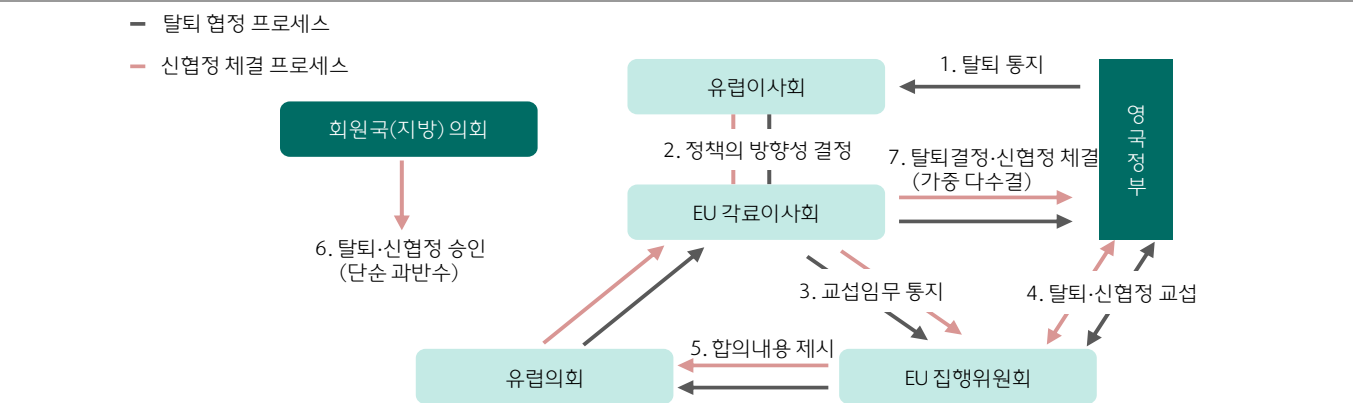 탈퇴 협정 프로세스
신협정 체결 프로세스
1. 탈퇴 통지
유럽이사회
회원국(지방) 의회
영국정부
2. 정책의 방향성 결정
7. 탈퇴결정·신협정 체결
(가중 다수결)
EU 각료이사회
6. 탈퇴·신협정 승인
(단순 과반수)
3. 교섭임무 통지
4. 탈퇴·신협정 교섭
5. 합의내용 제시
유럽의회
EU 집행위원회